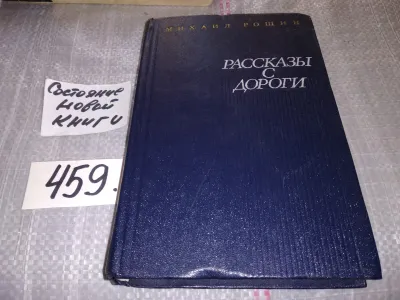 МИХАИЛ РОЩИН
РАССКАЗЫ
С
ДОРОГИ
Состояние
новой
книги
459.